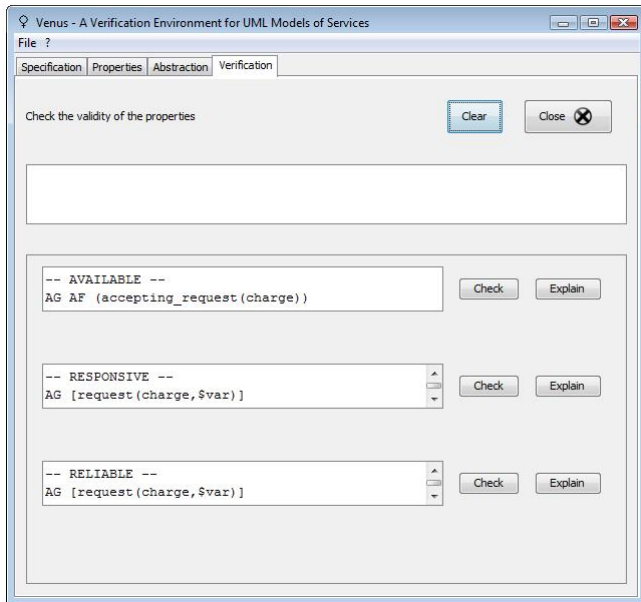 Venus - A Verification Environment for UML Models of Services
File ?
Specification Properties Abstraction Verification
Check the validity of the properties Clear Close
-- AVAILABLE --
AG AF (accepting_request(charge))
Check Explain
-- RESPONSIVE --
AG [request(charge,$var)]
Check Explain
-- RELIABLE --
AG [request(charge,$var)]
Check Explain